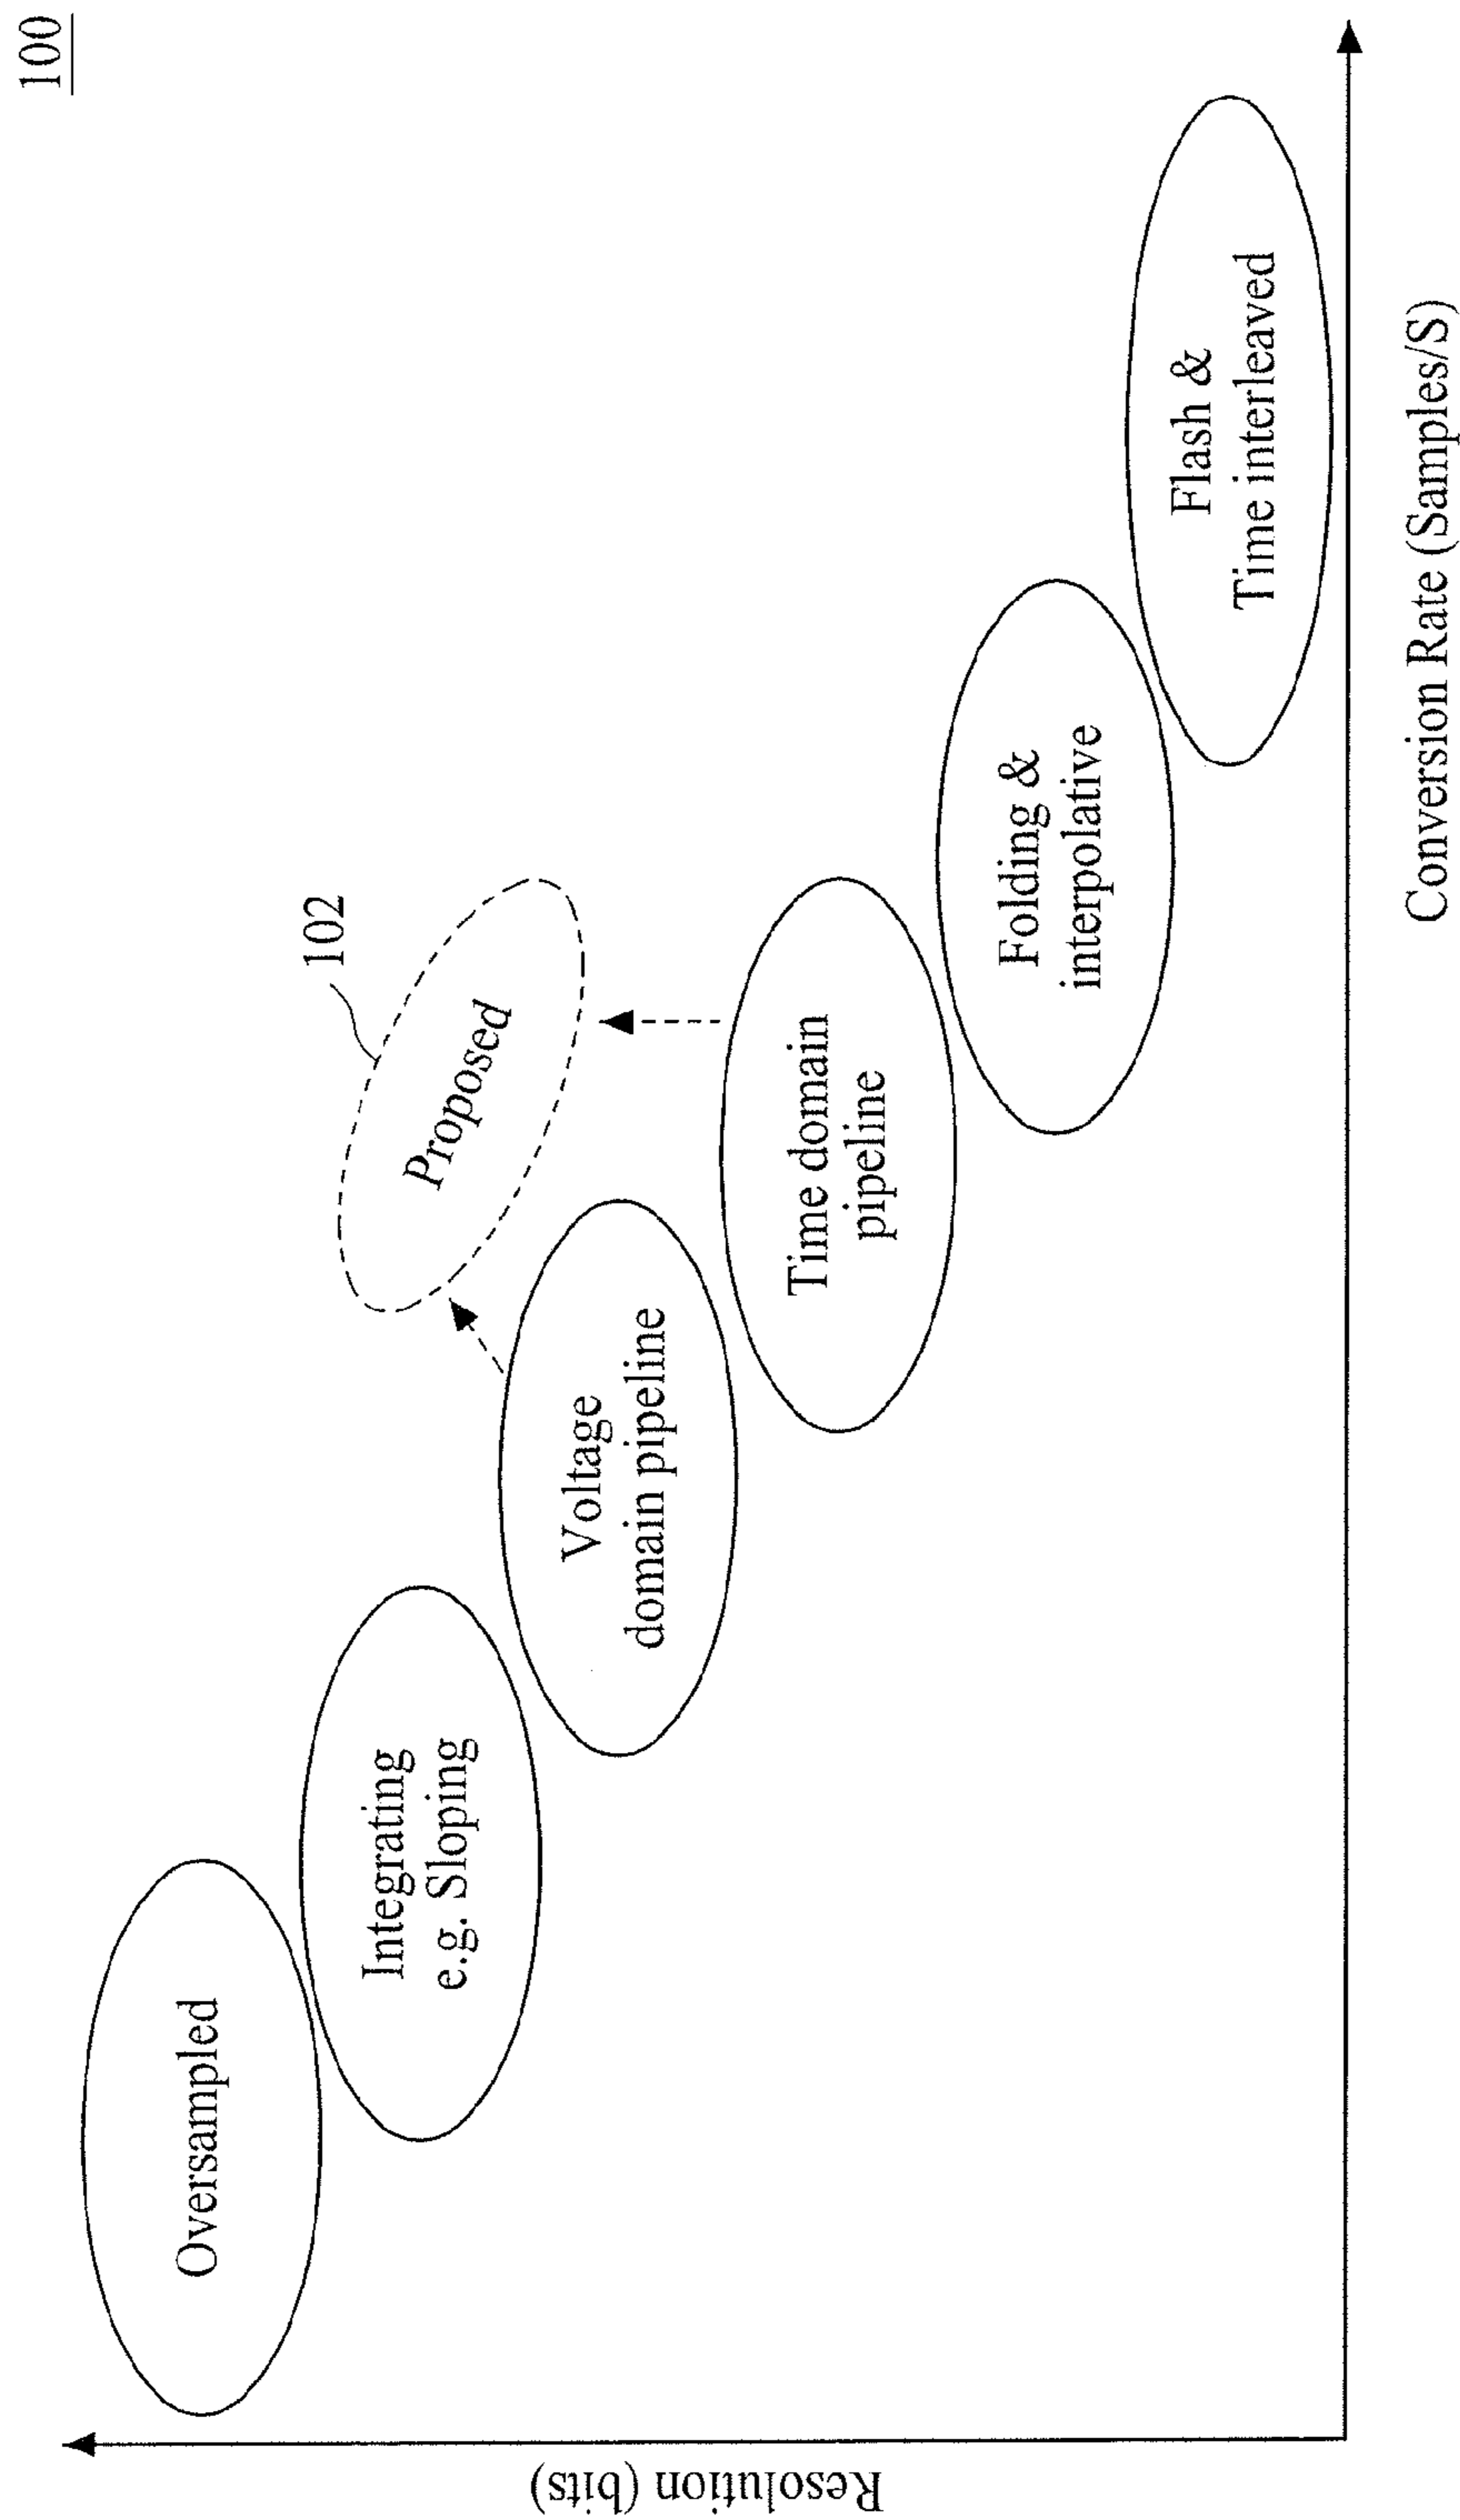 100
Oversampled
Integrating
e.g. Sloping
Voltage
domain pipeline
102
Proposed
Time domain
pipeline
Folding &
interpolative
Flash &
Time interleaved
Resolution (bits)
Conversion Rate (Samples/S)